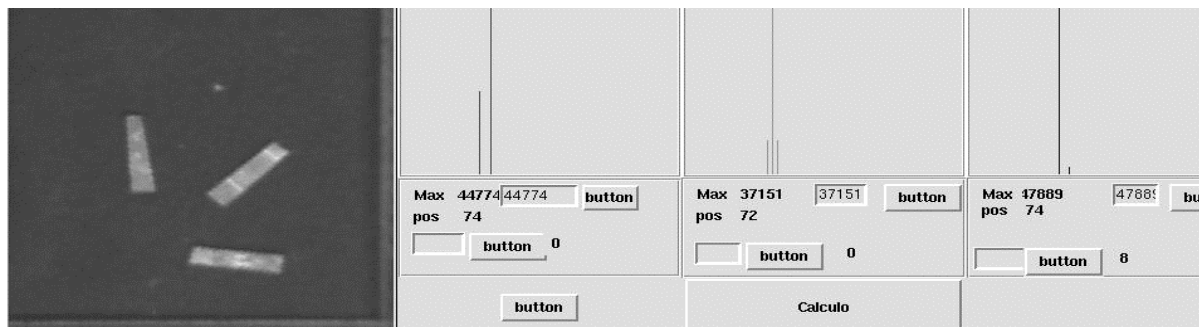 Max 44774 44774 button
pos 74
button 0
Max 37151 37151 button
pos 72
button 0
Max 47889 47889
pos 74
button 8
button
Calculo